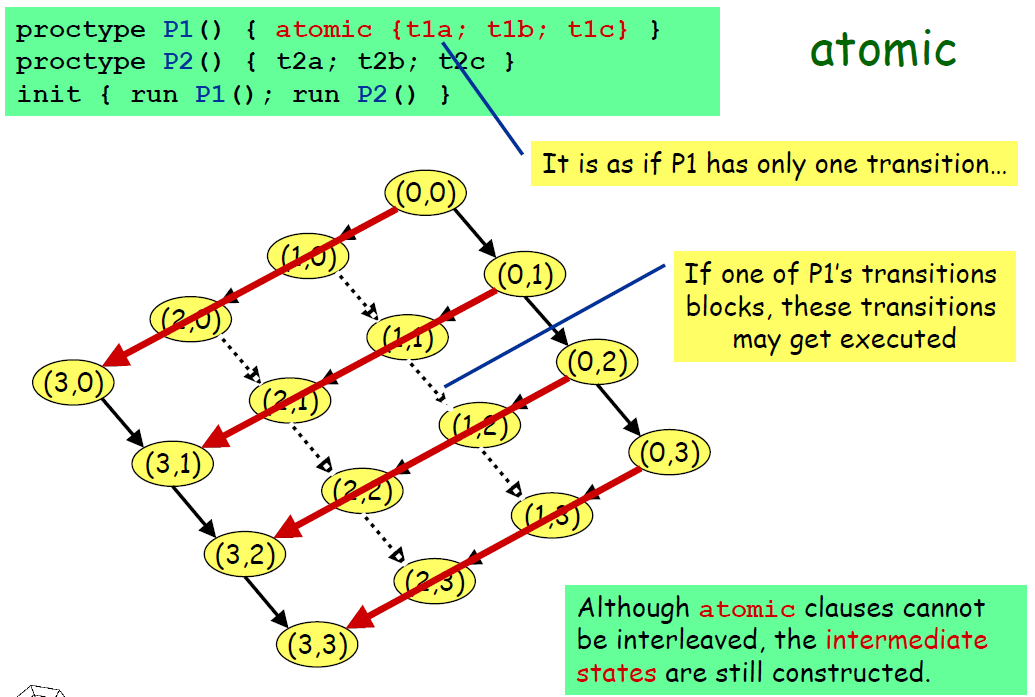 proctype P1() { atomic {t1a; t1b; t1c} }
proctype P2() { t2a; t2b; t2c }
init { run P1(); run P2() }
atomic
It is as if P1 has only one transition…
(0,0)
(1,0)
(0,1)
If one of P1's transitions
blocks, these transitions
may get executed
(2,0)
(1,1)
(0,2)
(3,0)
(2,1)
(1,2)
(0,3)
(3,1)
(2,2)
(1,3)
(3,2)
(2,3)
(3,3)
Although atomic clauses cannot
be interleaved, the intermediate
states are still constructed.